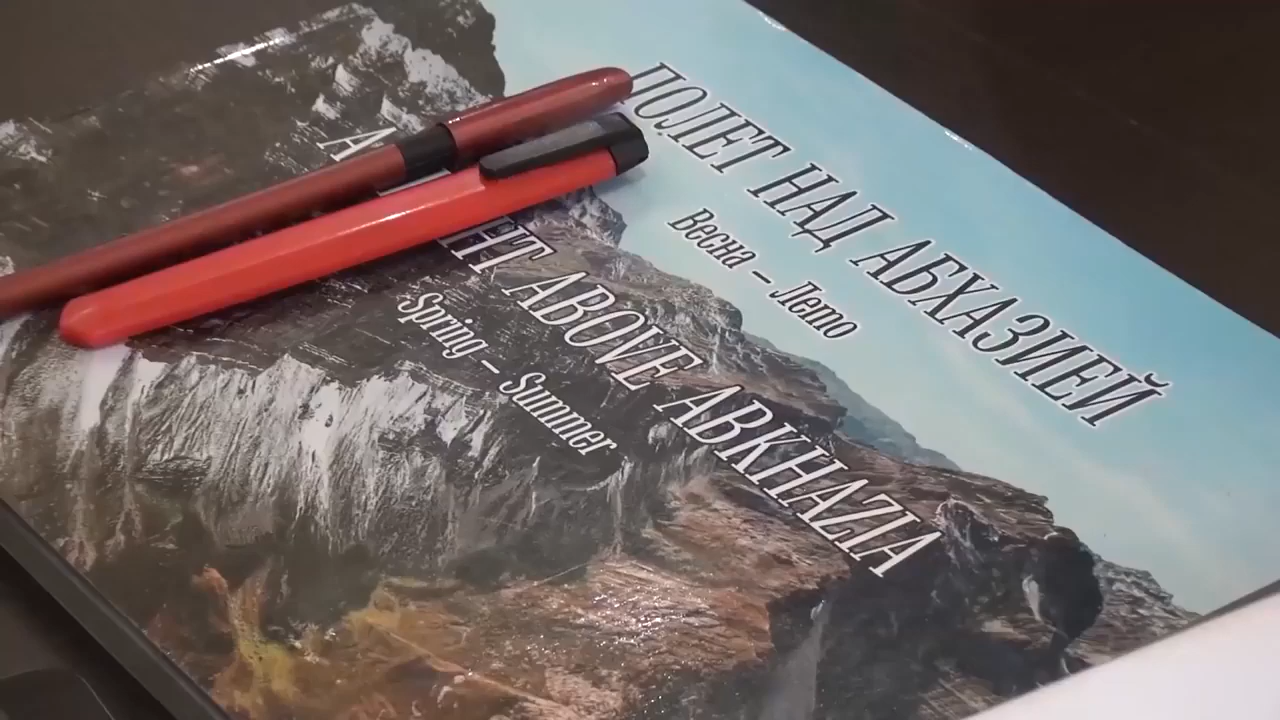 ПОЛЕТ НАД АБХАЗИЕЙ
Весна – Лето
ABOVE ABKHAZIA
Spring – Summer